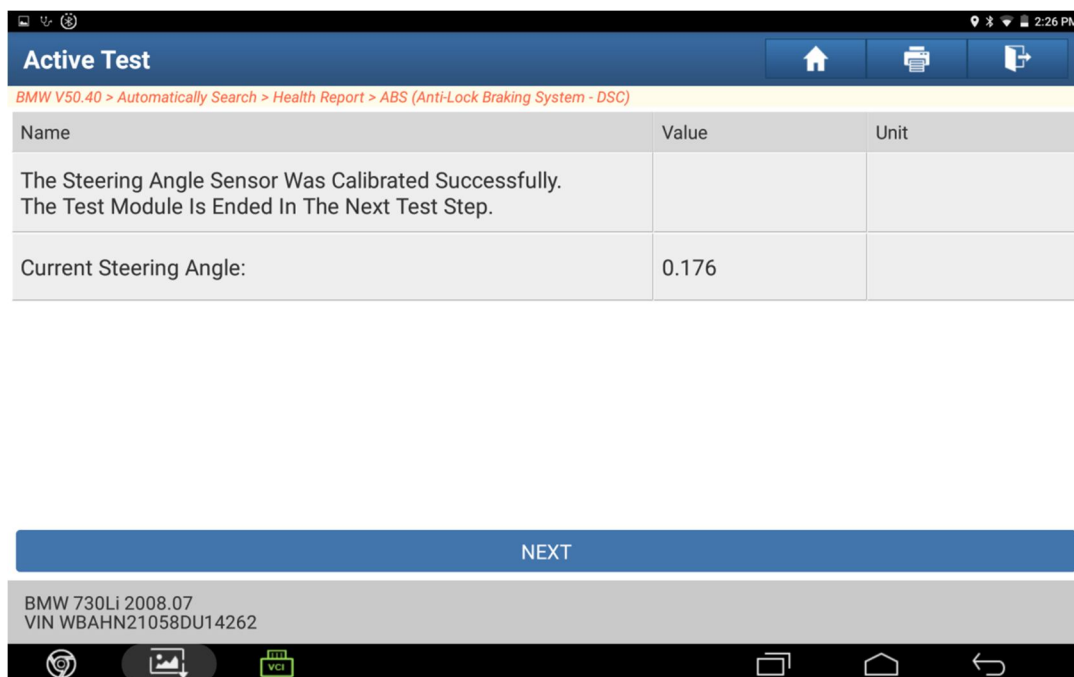 2:26 PM
Active Test
BMW V50.40 > Automatically Search > Health Report > ABS (Anti-Lock Braking System - DSC)
Name Value Unit
The Steering Angle Sensor Was Calibrated Successfully.
The Test Module Is Ended In The Next Test Step.
Current Steering Angle: 0.176
NEXT
BMW 730Li 2008.07
VIN WBAHN21058DU14262
VCI